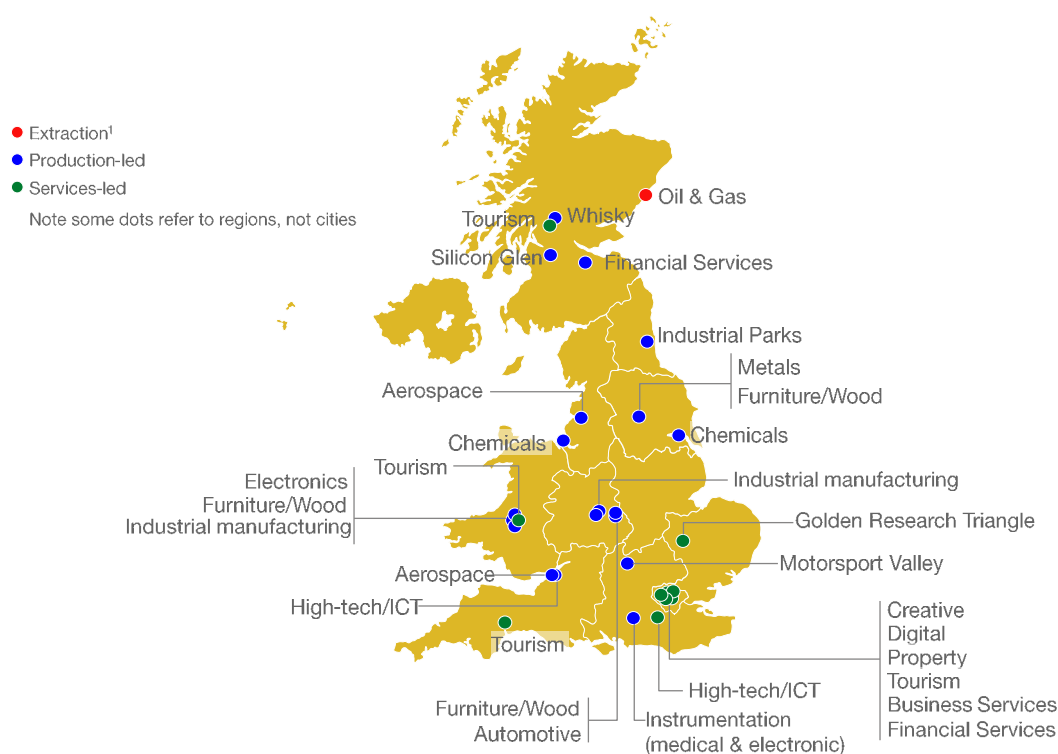 Extraction¹
Production-led
Services-led
Note some dots refer to regions, not cities
Oil & Gas
Tourism
Whisky
Silicon Glen
Financial Services
Industrial Parks
Metals
Furniture/Wood
Aerospace
Chemicals
Chemicals
Tourism
Electronics
Furniture/Wood
Industrial manufacturing
Industrial manufacturing
Golden Research Triangle
Motorsport Valley
Aerospace
High-tech/ICT
Tourism
Creative
Digital
Property
Tourism
Business Services
Financial Services
High-tech/ICT
Furniture/Wood
Automotive
Instrumentation
(medical & electronic)